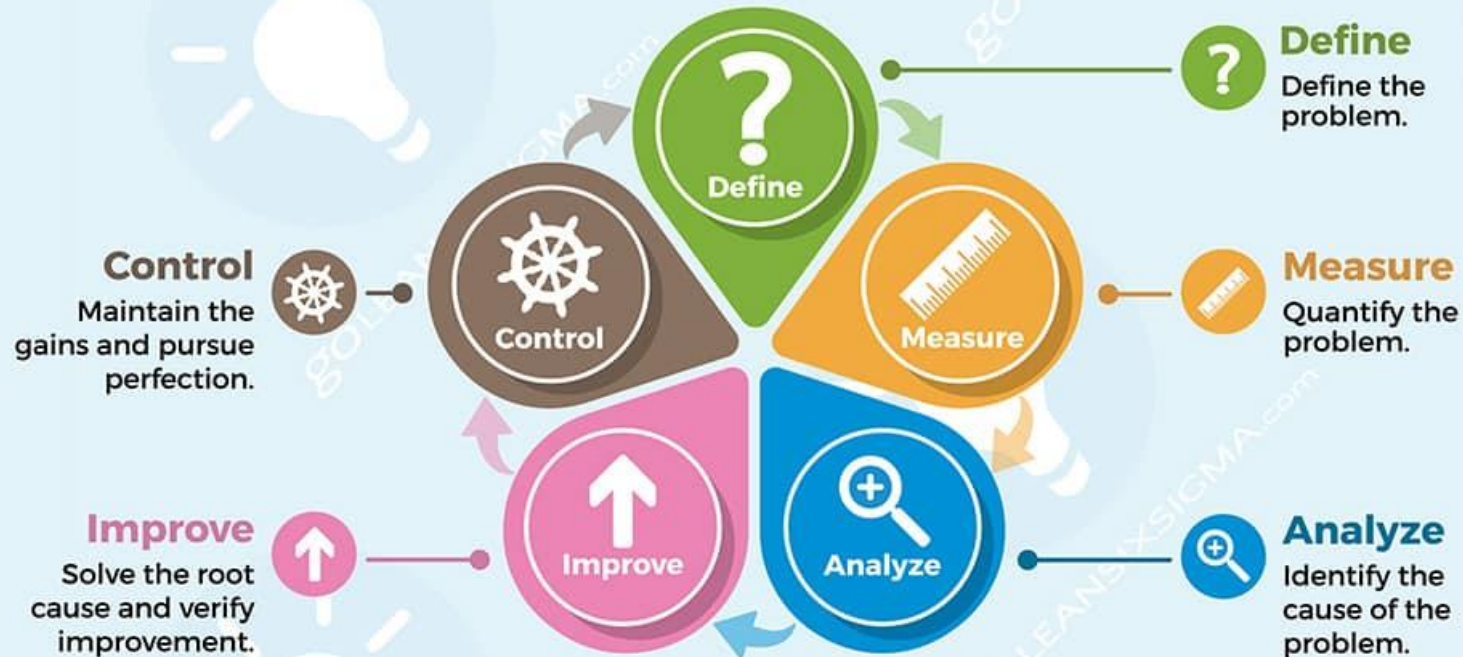 Define
Define the
problem.
Define
Measure
Quantify the
problem.
Measure
Analyze
Identify the
cause of the
problem.
Analyze
Improve
Solve the root
cause and verify
improvement.
Improve
Control
Maintain the
gains and pursue
perfection.
Control